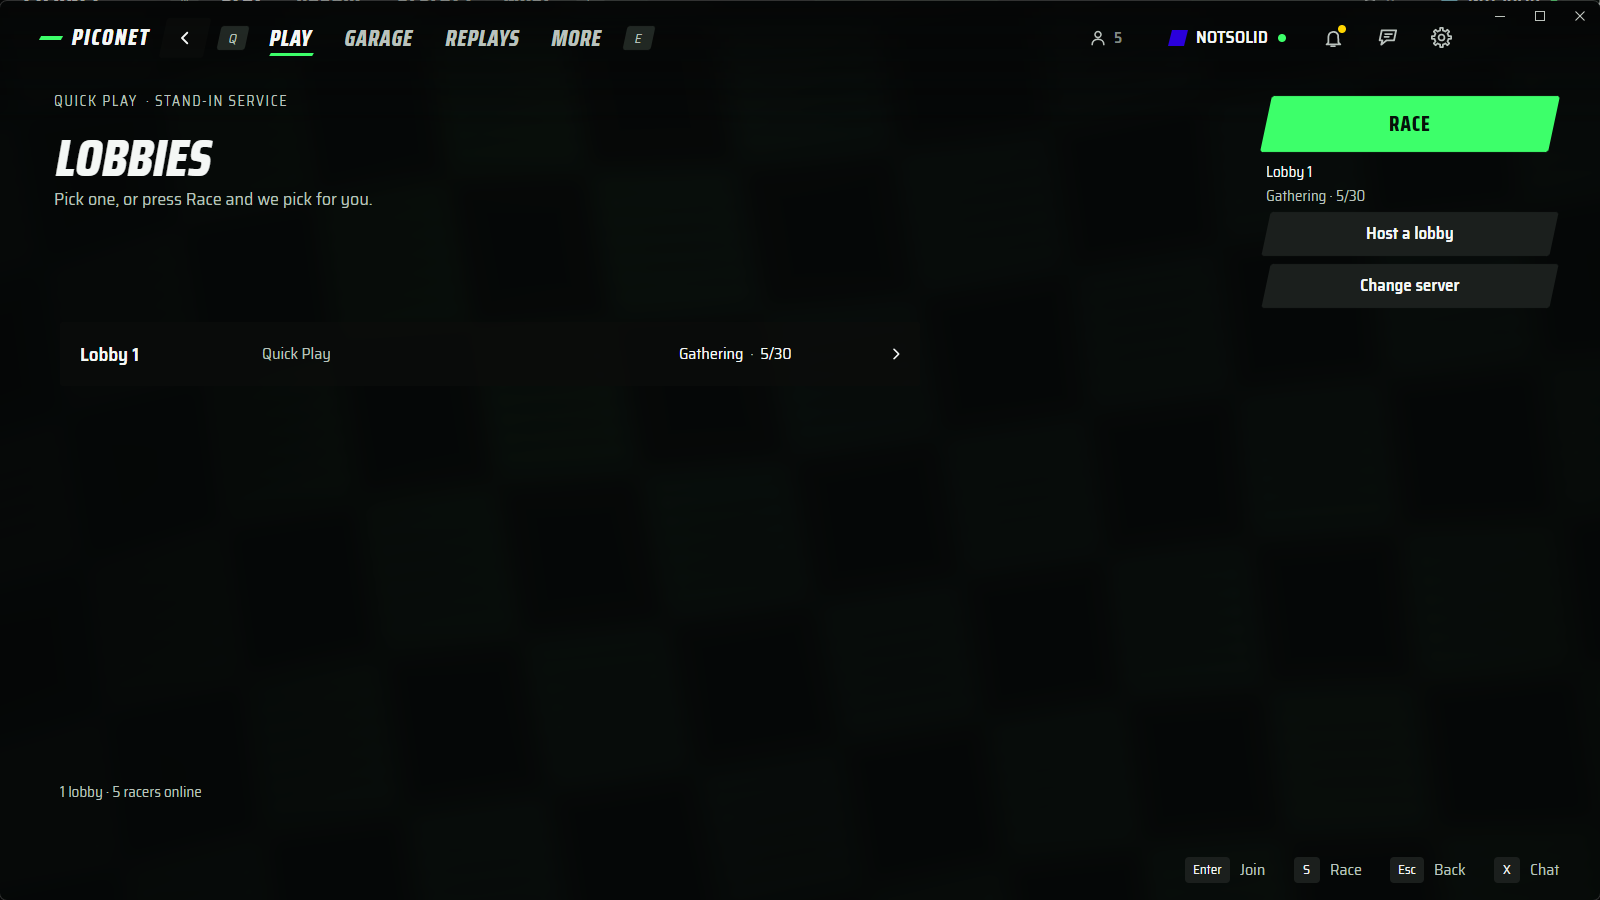 PICONET
Q
PLAY
GARAGE
REPLAYS
MORE
E
5
NOTSOLID
QUICK PLAY · STAND-IN SERVICE
LOBBIES
Pick one, or press Race and we pick for you.
RACE
Lobby 1
Gathering · 5/30
Host a lobby
Change server
Lobby 1
Quick Play
Gathering · 5/30
1 lobby · 5 racers online
Enter Join
S Race
Esc Back
X Chat